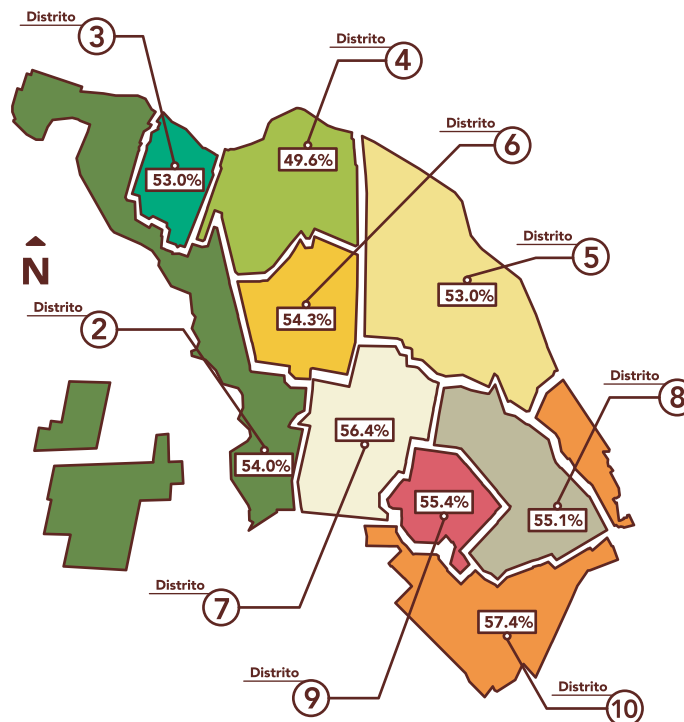 Distrito
3
53.0%
Distrito
4
49.6%
Distrito
6
54.3%
N
Distrito
5
53.0%
Distrito
2
54.0%
Distrito
8
55.1%
56.4%
55.4%
Distrito
7
57.4%
Distrito
9
Distrito
10